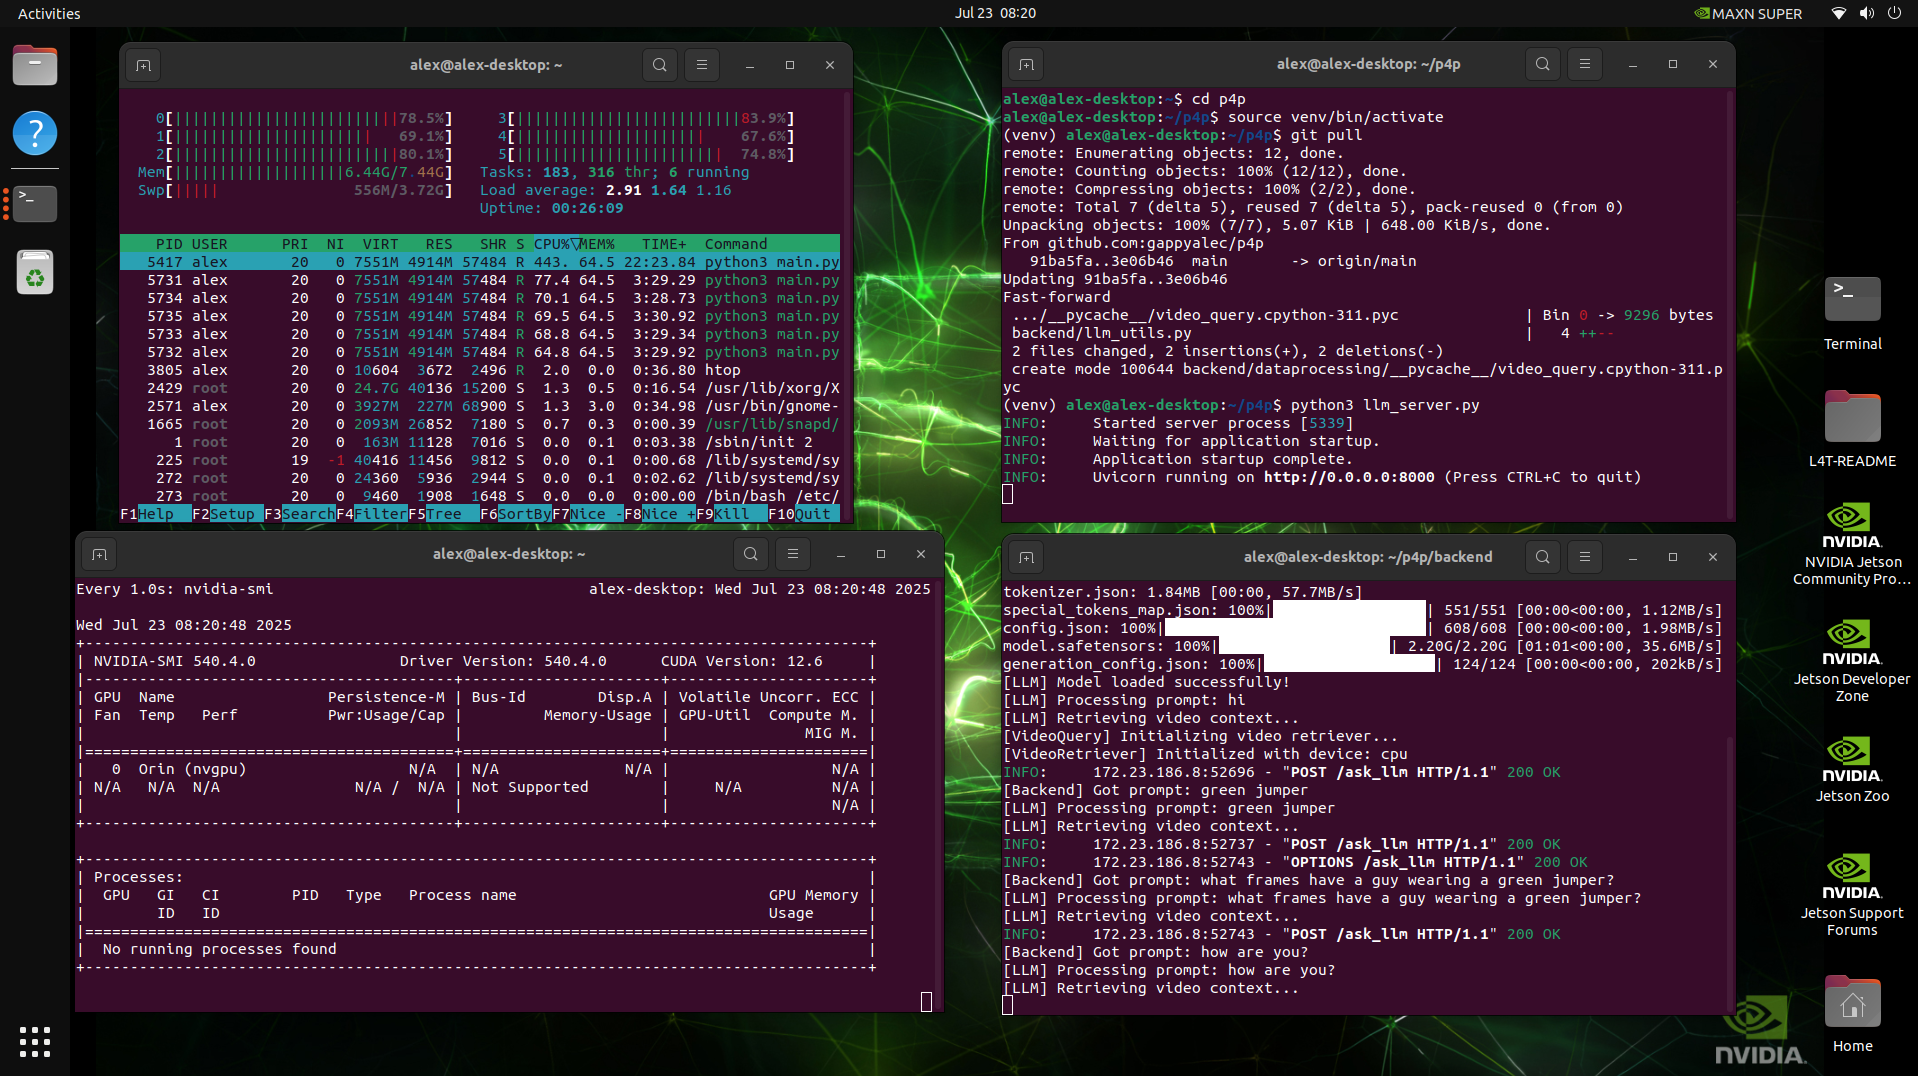 Activities
Jul 23  08:20
MAXN SUPER
alex@alex-desktop: ~
0[||||||||||||||||||||||||||78.5%]   3[|||||||||||||||||||||||||||83.9%]
1[||||||||||||||||||||||    69.1%]   4[|||||||||||||||||||||       67.6%]
2[||||||||||||||||||||||||||80.1%]   5[|||||||||||||||||||||||     74.8%]
Mem[|||||||||||||||||||6.44G/7.44G]   Tasks: 183, 316 thr; 6 running
Swp[|||||               556M/3.72G]   Load average: 2.91 1.64 1.16
Uptime: 00:26:09
PID USER      PRI  NI  VIRT   RES   SHR S CPU%▽MEM%   TIME+  Command
5417 alex       20   0 7551M 4914M 57484 R 443. 64.5 22:23.84 python3 main.py
5731 alex       20   0 7551M 4914M 57484 R 77.4 64.5  3:29.29 python3 main.py
5734 alex       20   0 7551M 4914M 57484 R 70.1 64.5  3:28.73 python3 main.py
5735 alex       20   0 7551M 4914M 57484 R 69.5 64.5  3:30.92 python3 main.py
5733 alex       20   0 7551M 4914M 57484 R 68.8 64.5  3:29.34 python3 main.py
5732 alex       20   0 7551M 4914M 57484 R 64.8 64.5  3:29.92 python3 main.py
3805 alex       20   0 10604  3672  2496 R  2.0  0.0  0:36.80 htop
2429 root       20   0 24.7G 40136 15200 S  1.3  0.5  0:16.54 /usr/lib/xorg/X
2571 alex       20   0 3927M  227M 68900 S  1.3  3.0  0:34.98 /usr/bin/gnome-
1665 root       20   0 2093M 26852  7180 S  0.7  0.3  0:00.39 /usr/lib/snapd/
1 root       20   0  163M 11128  7016 S  0.0  0.1  0:03.38 /sbin/init 2
225 root       19  -1 40416 11456  9812 S  0.0  0.1  0:00.68 /lib/systemd/sy
272 root       20   0 24360  5936  2944 S  0.0  0.1  0:02.62 /lib/systemd/sy
273 root       20   0  9460  1908  1648 S  0.0  0.0  0:00.00 /bin/bash /etc/
F1Help  F2Setup F3SearchF4FilterF5Tree  F6SortByF7Nice -F8Nice +F9Kill  F10Quit
alex@alex-desktop: ~/p4p
alex@alex-desktop:~$ cd p4p
alex@alex-desktop:~/p4p$ source venv/bin/activate
(venv) alex@alex-desktop:~/p4p$ git pull
remote: Enumerating objects: 12, done.
remote: Counting objects: 100% (12/12), done.
remote: Compressing objects: 100% (2/2), done.
remote: Total 7 (delta 5), reused 7 (delta 5), pack-reused 0 (from 0)
Unpacking objects: 100% (7/7), 5.07 KiB | 648.00 KiB/s, done.
From github.com:gappyalec/p4p
91ba5fa..3e06b46  main       -> origin/main
Updating 91ba5fa..3e06b46
Fast-forward
.../__pycache__/video_query.cpython-311.pyc              | Bin 0 -> 9296 bytes
backend/llm_utils.py                                     |   4 ++--
2 files changed, 2 insertions(+), 2 deletions(-)
create mode 100644 backend/dataprocessing/__pycache__/video_query.cpython-311.p
yc
(venv) alex@alex-desktop:~/p4p$ python3 llm_server.py
INFO:     Started server process [5339]
INFO:     Waiting for application startup.
INFO:     Application startup complete.
INFO:     Uvicorn running on http://0.0.0.0:8000 (Press CTRL+C to quit)
alex@alex-desktop: ~
Every 1.0s: nvidia-smi                                   alex-desktop: Wed Jul 23 08:20:48 2025
Wed Jul 23 08:20:48 2025
+---------------------------------------------------------------------------------------+
| NVIDIA-SMI 540.4.0                Driver Version: 540.4.0      CUDA Version: 12.6     |
|-----------------------------------------+----------------------+----------------------+
| GPU  Name                 Persistence-M | Bus-Id        Disp.A | Volatile Uncorr. ECC |
| Fan  Temp   Perf          Pwr:Usage/Cap |         Memory-Usage | GPU-Util  Compute M. |
|                                         |                      |               MIG M. |
|=========================================+======================+======================|
|   0  Orin (nvgpu)                  N/A  | N/A              N/A |                  N/A |
| N/A   N/A  N/A               N/A /  N/A | Not Supported        |     N/A          N/A |
|                                         |                      |                  N/A |
+-----------------------------------------+----------------------+----------------------+
+---------------------------------------------------------------------------------------+
| Processes:                                                                            |
|  GPU   GI   CI        PID   Type   Process name                            GPU Memory |
|        ID   ID                                                             Usage      |
|=======================================================================================|
|  No running processes found                                                           |
+---------------------------------------------------------------------------------------+
alex@alex-desktop: ~/p4p/backend
tokenizer.json: 1.84MB [00:00, 57.7MB/s]
special_tokens_map.json: 100%|                 | 551/551 [00:00<00:00, 1.12MB/s]
config.json: 100%|                             | 608/608 [00:00<00:00, 1.98MB/s]
model.safetensors: 100%|                   | 2.20G/2.20G [01:01<00:00, 35.6MB/s]
generation_config.json: 100%|                   | 124/124 [00:00<00:00, 202kB/s]
[LLM] Model loaded successfully!
[LLM] Processing prompt: hi
[LLM] Retrieving video context...
[VideoQuery] Initializing video retriever...
[VideoRetriever] Initialized with device: cpu
INFO:     172.23.186.8:52696 - "POST /ask_llm HTTP/1.1" 200 OK
[Backend] Got prompt: green jumper
[LLM] Processing prompt: green jumper
[LLM] Retrieving video context...
INFO:     172.23.186.8:52737 - "POST /ask_llm HTTP/1.1" 200 OK
INFO:     172.23.186.8:52743 - "OPTIONS /ask_llm HTTP/1.1" 200 OK
[Backend] Got prompt: what frames have a guy wearing a green jumper?
[LLM] Processing prompt: what frames have a guy wearing a green jumper?
[LLM] Retrieving video context...
INFO:     172.23.186.8:52743 - "POST /ask_llm HTTP/1.1" 200 OK
[Backend] Got prompt: how are you?
[LLM] Processing prompt: how are you?
[LLM] Retrieving video context...
Terminal
L4T-README
NVIDIA.
NVIDIA Jetson
Community Pro...
NVIDIA.
Jetson Developer
Zone
NVIDIA.
Jetson Zoo
NVIDIA.
Jetson Support
Forums
Home
NVIDIA.